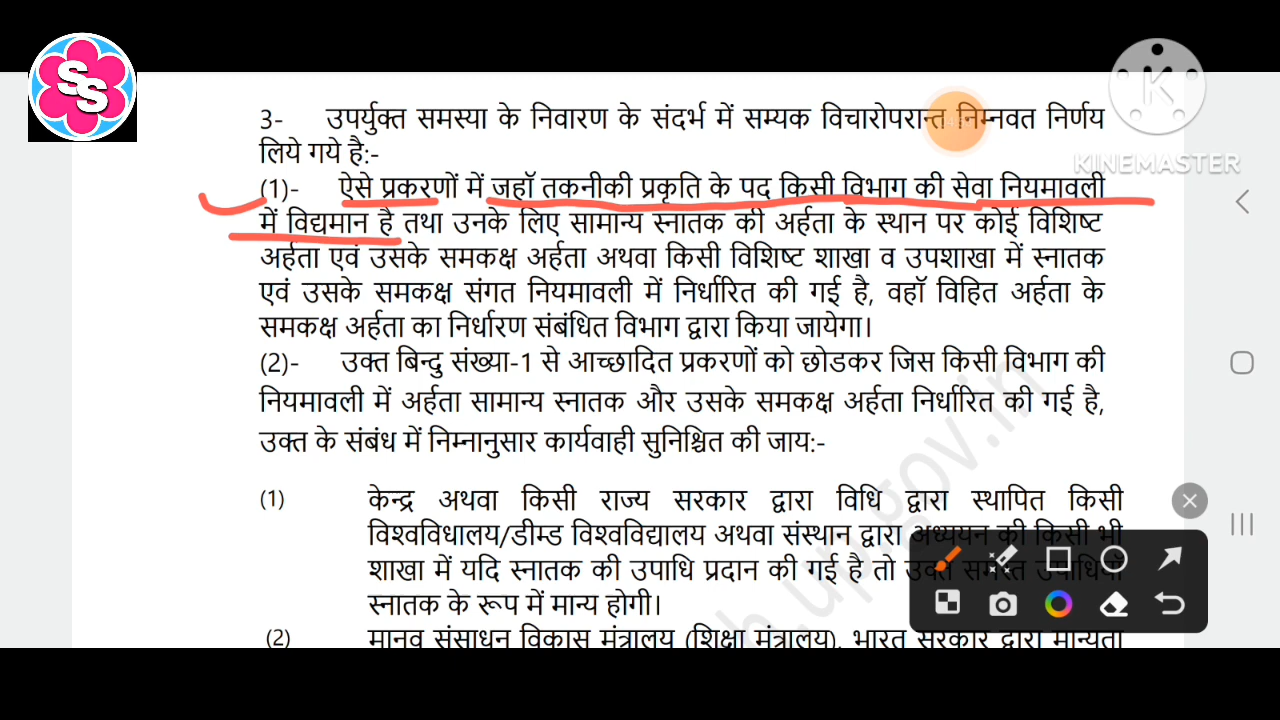 SS
KINEMASTER
3- उपर्युक्त समस्या के निवारण के संदर्भ में सम्यक विचारोपरान्त निम्नवत निर्णय
लिये गये है:-
(1)- ऐसे प्रकरणों में जहॉ तकनीकी प्रकृति के पद किसी विभाग की सेवा नियमावली
में विद्यमान है तथा उनके लिए सामान्य स्नातक की अर्हता के स्थान पर कोई विशिष्ट
अर्हता एवं उसके समकक्ष अर्हता अथवा किसी विशिष्ट शाखा व उपशाखा में स्नातक
एवं उसके समकक्ष संगत नियमावली में निर्धारित की गई है, वहॉ विहित अर्हता के
समकक्ष अर्हता का निर्धारण संबंधित विभाग द्वारा किया जायेगा।
(2)- उक्त बिन्दु संख्या-1 से आच्छादित प्रकरणों को छोडकर जिस किसी विभाग की
नियमावली में अर्हता सामान्य स्नातक और उसके समकक्ष अर्हता निर्धारित की गई है,
उक्त के संबंध में निम्नानुसार कार्यवाही सुनिश्चित की जाय:-
(1) केन्द्र अथवा किसी राज्य सरकार द्वारा विधि द्वारा स्थापित किसी
विश्वविधालय/डीम्ड विश्वविद्यालय अथवा संस्थान द्वारा अध्ययन की किसी भी
शाखा में यदि स्नातक की उपाधि प्रदान की गई है तो उक्त समस्त उपाधियॉ
स्नातक के रूप में मान्य होगी।
(2) मानव संसाधन विकास मंत्रालय (शिक्षा मंत्रालय), भारत सरकार द्वारा मान्यता